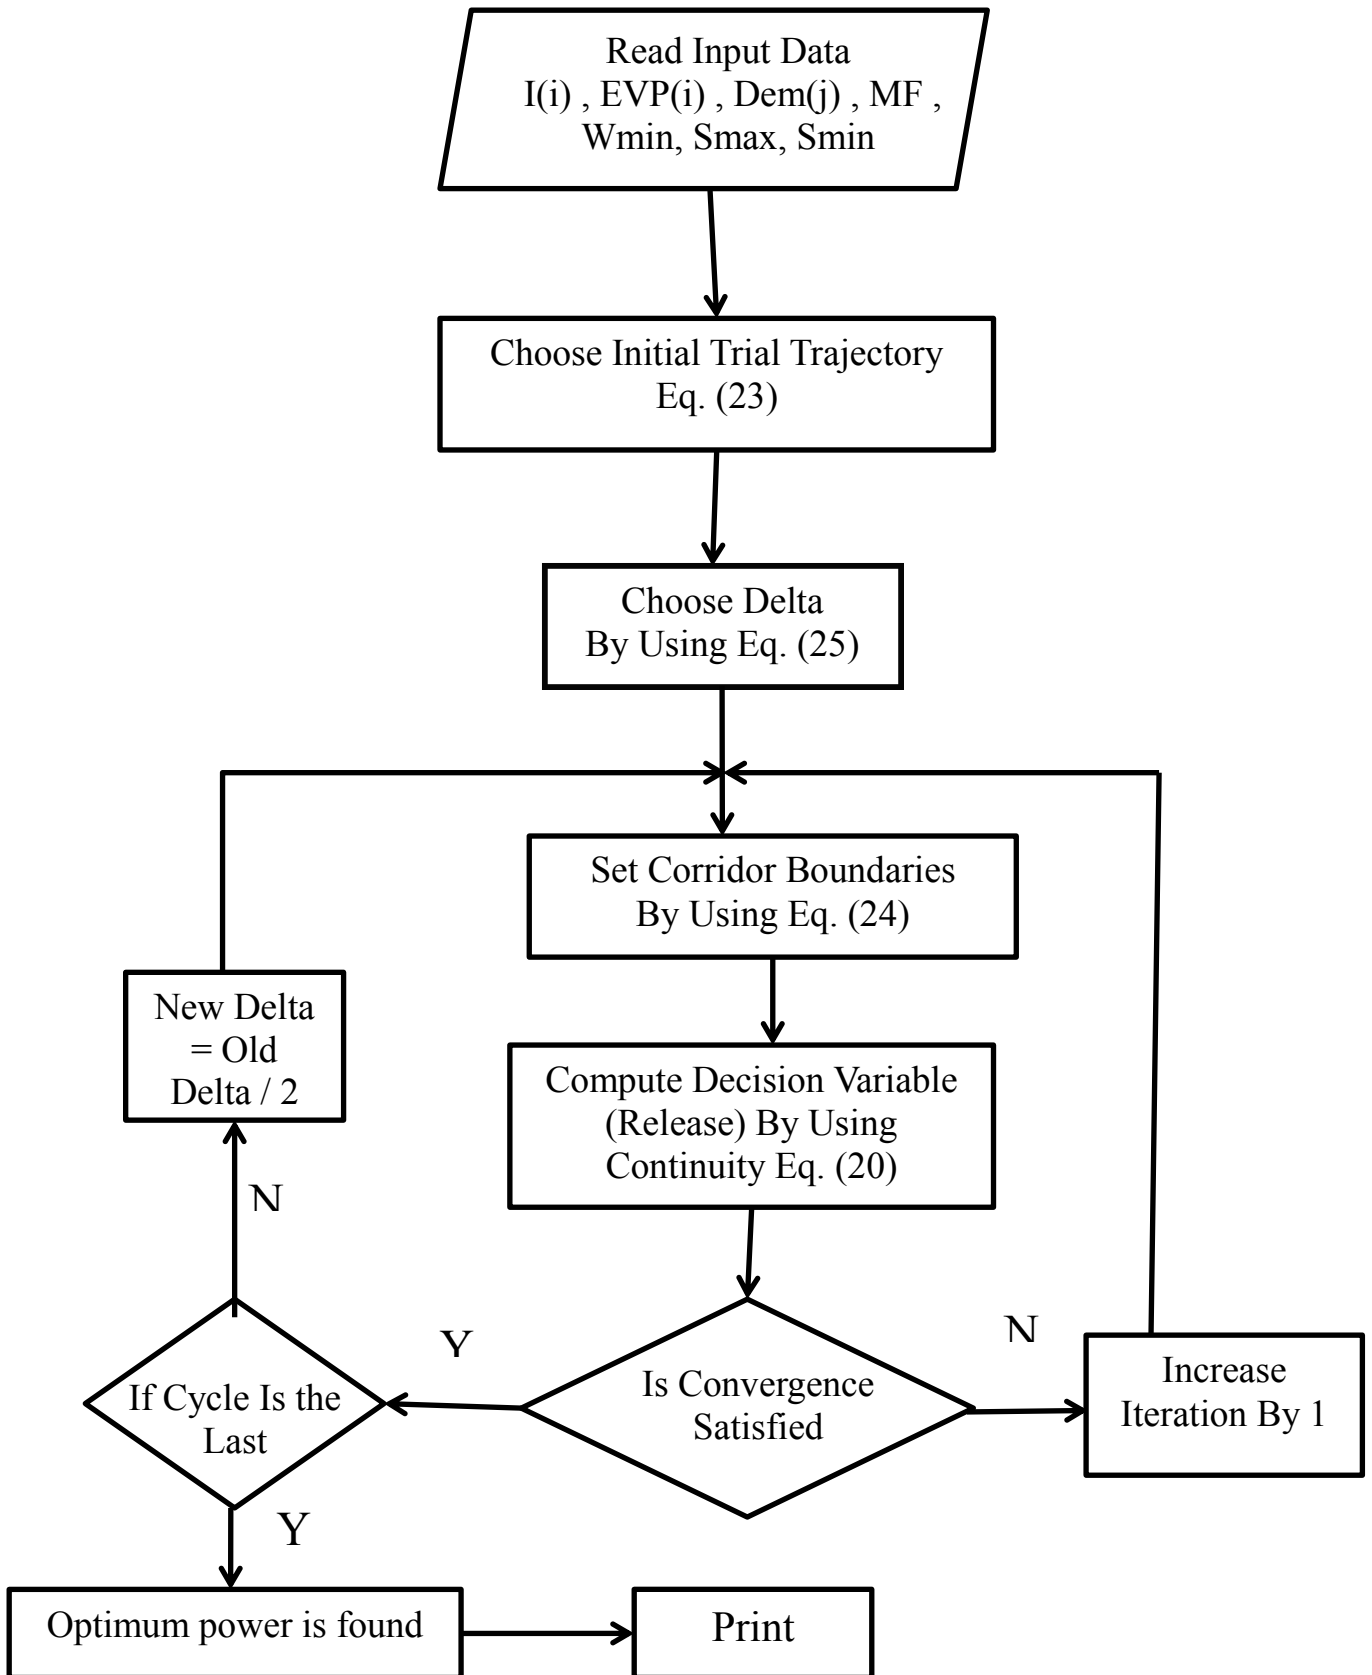 Read Input Data
I(i) , EVP(i) , Dem(j) , MF ,
Wmin, Smax, Smin
Choose Initial Trial Trajectory
Eq. (23)
Choose Delta
By Using Eq. (25)
Set Corridor Boundaries
By Using Eq. (24)
New Delta
= Old
Delta / 2
Compute Decision Variable
(Release) By Using
Continuity Eq. (20)
N
Y
N
If Cycle Is the
Last
Is Convergence
Satisfied
Increase
Iteration By 1
Y
Optimum power is found
Print